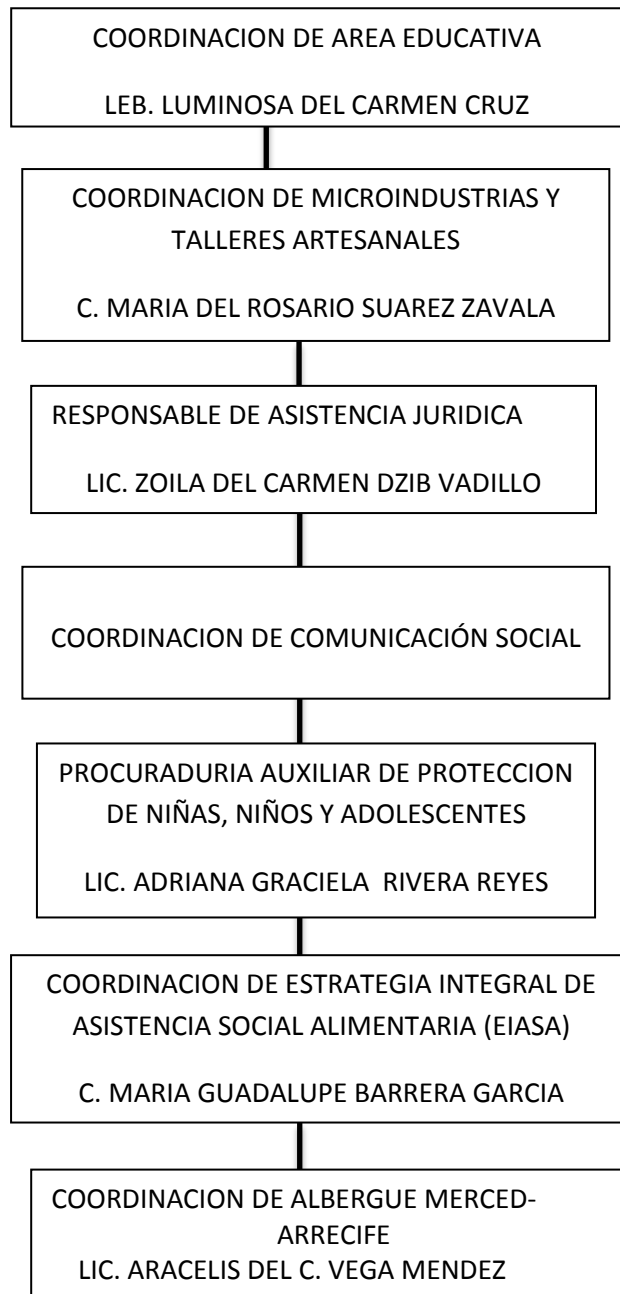 COORDINACION DE AREA EDUCATIVA
LEB. LUMINOSA DEL CARMEN CRUZ
COORDINACION DE MICROINDUSTRIAS Y
TALLERES ARTESANALES
C. MARIA DEL ROSARIO SUAREZ ZAVALA
RESPONSABLE DE ASISTENCIA JURIDICA
LIC. ZOILA DEL CARMEN DZIB VADILLO
COORDINACION DE COMUNICACIÓN SOCIAL
PROCURADURIA AUXILIAR DE PROTECCION
DE NIÑAS, NIÑOS Y ADOLESCENTES
LIC. ADRIANA GRACIELA  RIVERA REYES
COORDINACION DE ESTRATEGIA INTEGRAL DE
ASISTENCIA SOCIAL ALIMENTARIA (EIASA)
C. MARIA GUADALUPE BARRERA GARCIA
COORDINACION DE ALBERGUE MERCED-
ARRECIFE
LIC. ARACELIS DEL C. VEGA MENDEZ